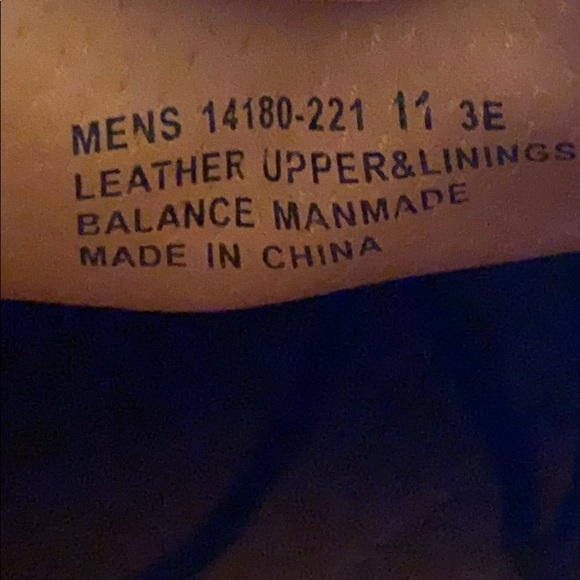 MENS 14180-221 11 3E
LEATHER UPPER&LININGS
BALANCE MANMADE
MADE IN CHINA